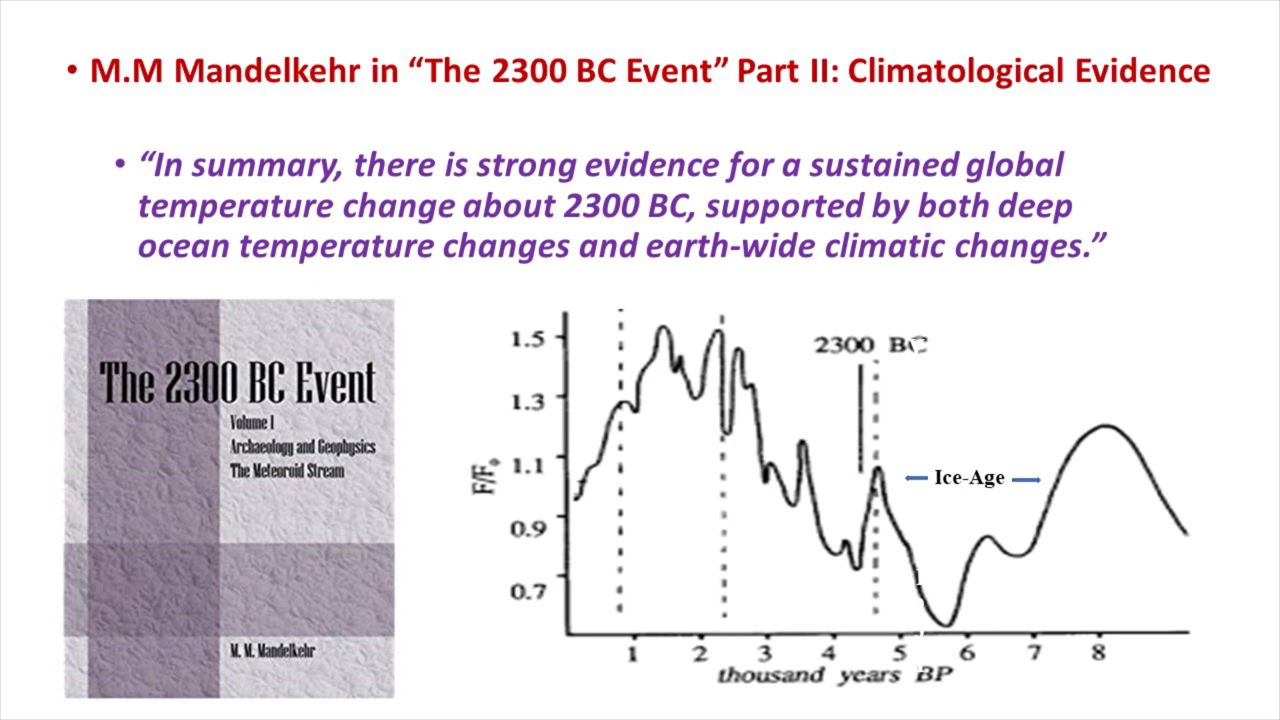 • M.M Mandelkehr in “The 2300 BC Event” Part II: Climatological Evidence
• “In summary, there is strong evidence for a sustained global
temperature change about 2300 BC, supported by both deep
ocean temperature changes and earth-wide climatic changes.”
The 2300 BC Event
Volume I
Archaeology and Geophysics
The Meteoroid Stream
M. M. Mandelkehr
2300 BC
1.5
1.3
1.1
0.9
0.7
F/F₀
Ice-Age
1 2 3 4 5 6 7 8
thousand years BP